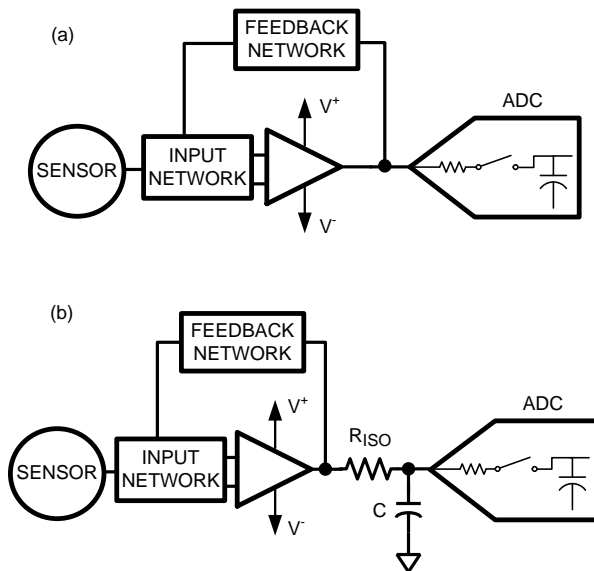 (a)
FEEDBACK
NETWORK
V+
ADC
SENSOR
INPUT
NETWORK
V-
(b)
FEEDBACK
NETWORK
V+
ADC
RISO
SENSOR
INPUT
NETWORK
C
V-